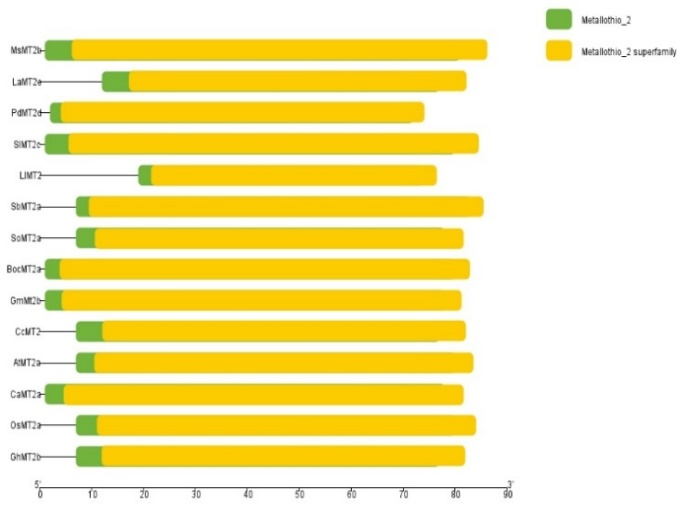 Metallothio_2
Metallothio_2 superfamily
MsMT2b
LaMT2e
PdMT2d
SlMT2c
LlMT2
SbMT2a
SoMT2a
BocMT2a
GmMt2b
CcMT2
AtMT2a
CaMT2a
OsMT2a
GhMT2b
5' 3'
0 10 20 30 40 50 60 70 80 90